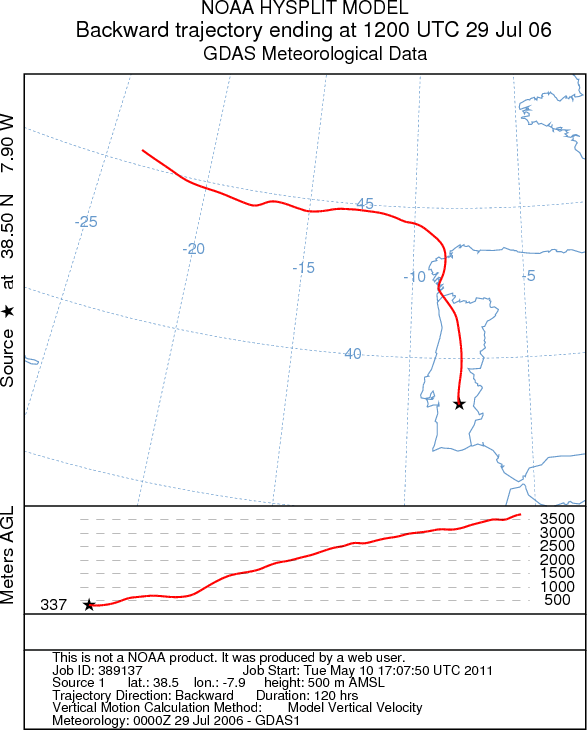 NOAA HYSPLIT MODEL
Backward trajectory ending at 1200 UTC 29 Jul 06
GDAS Meteorological Data
Source ★ at 38.50 N 7.90 W
45
-25
-20
-15
-10
-5
40
Meters AGL
3500
3000
2500
2000
1500
1000
500
337
This is not a NOAA product. It was produced by a web user.
Job ID: 389137 Job Start: Tue May 10 17:07:50 UTC 2011
Source 1 lat.: 38.5 lon.: -7.9 height: 500 m AMSL
Trajectory Direction: Backward Duration: 120 hrs
Vertical Motion Calculation Method: Model Vertical Velocity
Meteorology: 0000Z 29 Jul 2006 - GDAS1